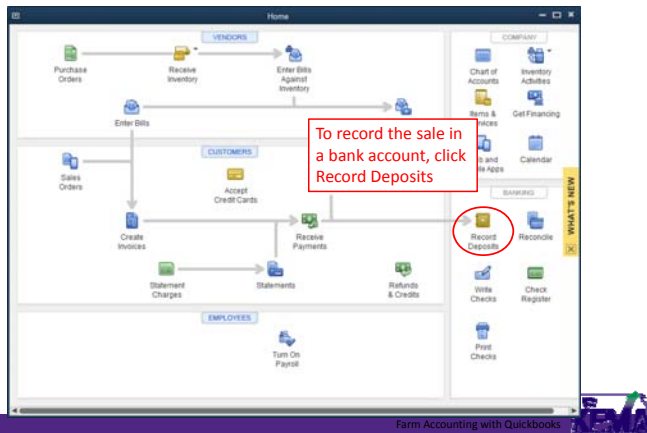 Home
VENDORS
Purchase
Orders
Receive
Inventory
Enter Bills
Against
Inventory
Enter Bills
CUSTOMERS
Sales
Orders
Accept
Credit Cards
Create
Invoices
Receive
Payments
Statement
Charges
Statements
Refunds
& Credits
EMPLOYEES
Turn On
Payroll
To record the sale in
a bank account, click
Record Deposits
COMPANY
Chart of
Accounts
Inventory
Activities
Items &
Get Financing
Calendar
BANKING
Record
Deposits
Reconcile
Write
Checks
Check
Register
Print
Checks
WHAT'S NEW
Farm Accounting with Quickbooks